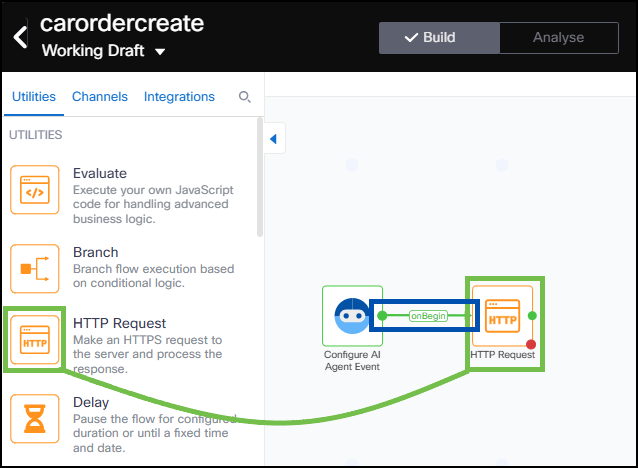 carordercreate
Working Draft
Build
Analyse
Utilities
Channels
Integrations
UTILITIES
Evaluate
Execute your own JavaScript
code for handling advanced
business logic.
Branch
Branch flow execution based
on conditional logic.
HTTP
HTTP Request
Make an HTTPS request to
the server and process the
response.
Delay
Pause the flow for configured
duration or until a fixed time
and date.
onBegin
HTTP
Configure AI
Agent Event
HTTP Request